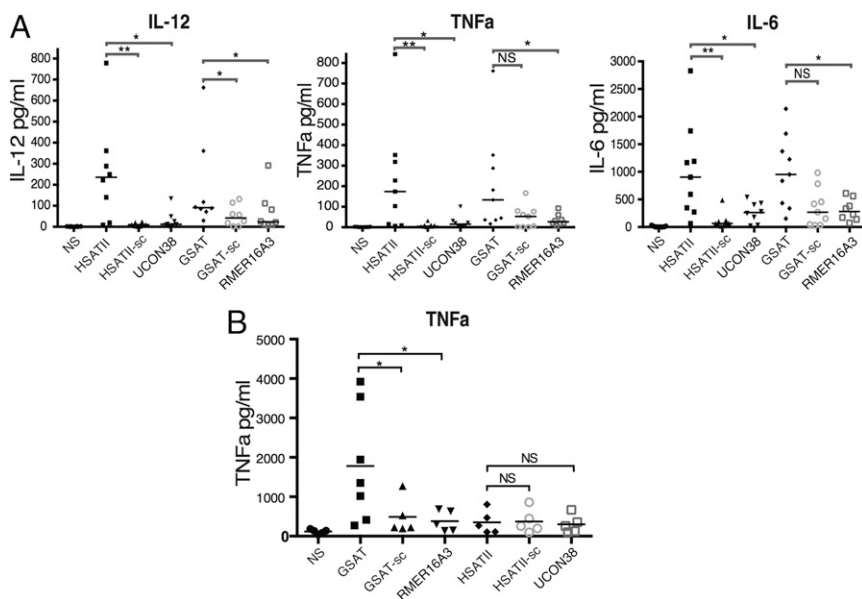 A
IL-12
IL-12 pg/ml
800
700
600
500
400
300
200
100
0
*
**
*
*
NS
HSATII
HSATII-sc
UCON38
GSAT
GSAT-sc
RMER16A3
TNFa
TNFa pg/ml
800
700
600
500
400
300
200
100
0
*
**
*
NS
NS
HSATII
HSATII-sc
UCON38
GSAT
GSAT-sc
RMER16A3
IL-6
IL-6 pg/ml
3000
2500
2000
1500
1000
500
0
*
**
*
NS
NS
HSATII
HSATII-sc
UCON38
GSAT
GSAT-sc
RMER16A3
B
TNFa
TNFa pg/ml
5000
4000
3000
2000
1000
0
*
*
NS
NS
NS
GSAT
GSAT-sc
RMER16A3
HSATII
HSATII-sc
UCON38